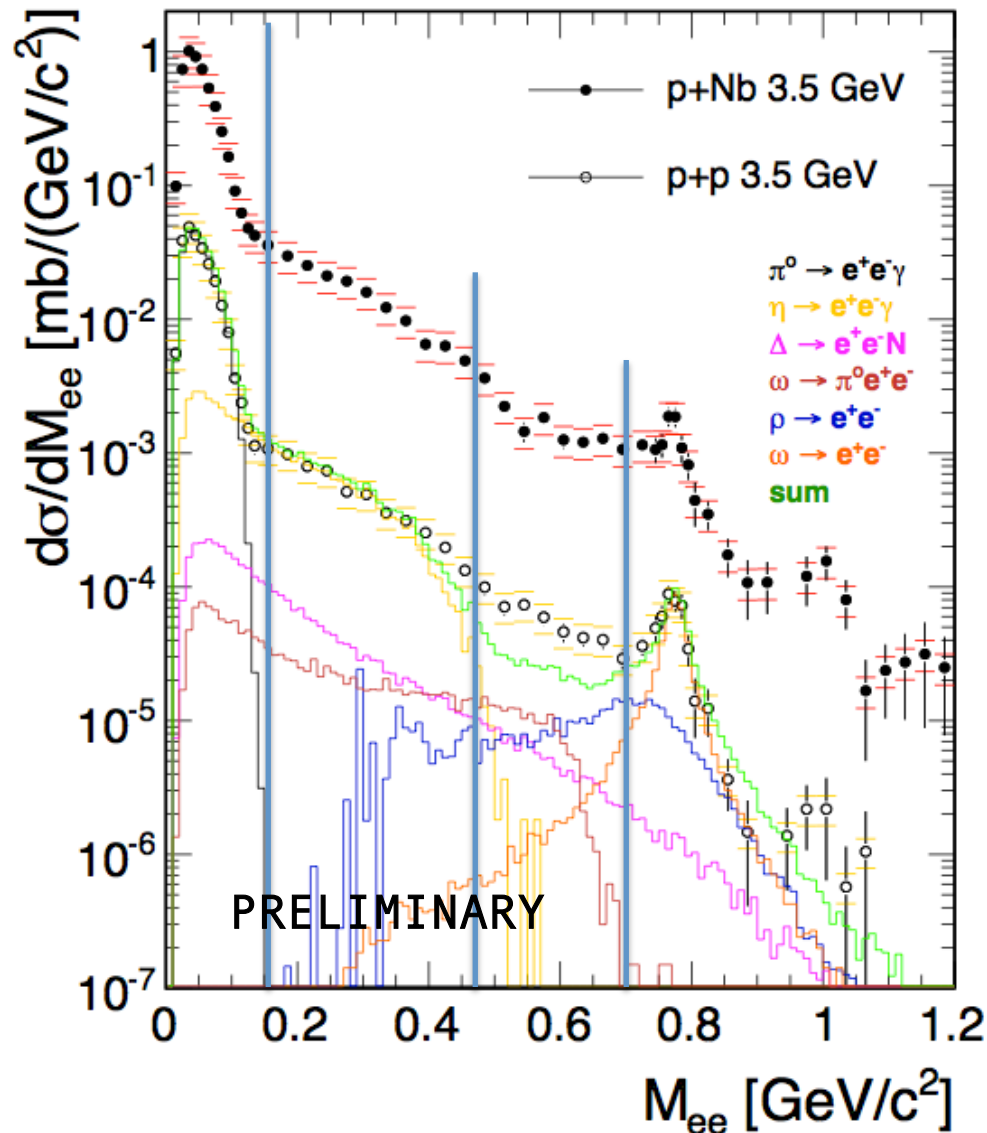 dσ/dM_ee [mb/(GeV/c²)]
1
10⁻¹
10⁻²
10⁻³
10⁻⁴
10⁻⁵
10⁻⁶
10⁻⁷
p+Nb 3.5 GeV
p+p 3.5 GeV
π⁰ → e⁺e⁻γ
η → e⁺e⁻γ
Δ → e⁺e⁻N
ω → π⁰e⁺e⁻
ρ → e⁺e⁻
ω → e⁺e⁻
sum
PRELIMINARY
0 0.2 0.4 0.6 0.8 1 1.2
M_ee [GeV/c²]